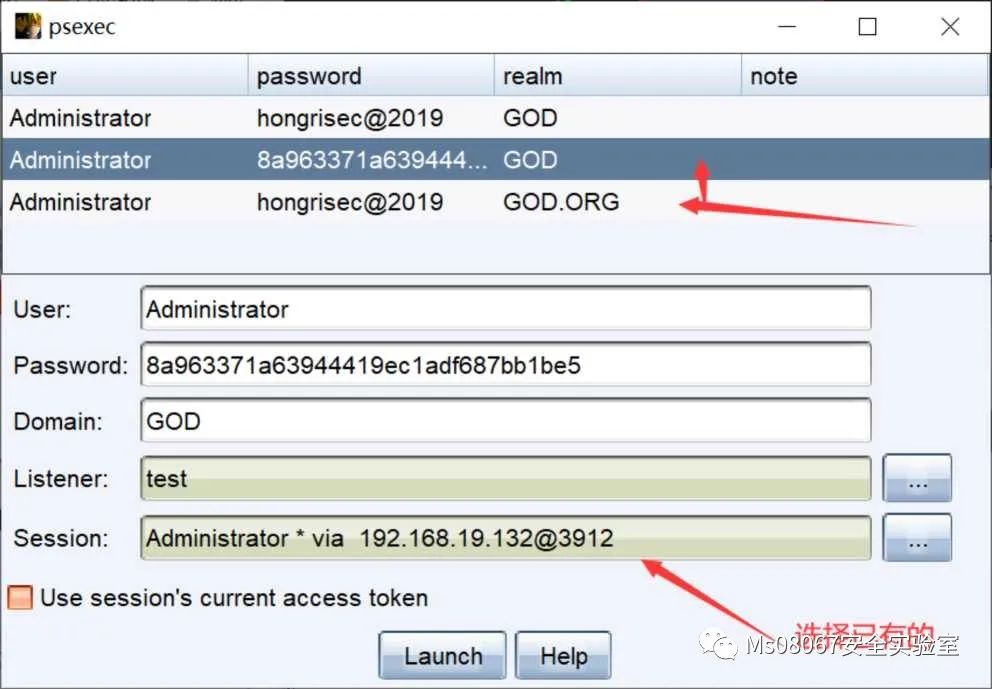 psexec
user password realm note
Administrator hongrisec@2019 GOD
Administrator 8a963371a639444... GOD
Administrator hongrisec@2019 GOD.ORG
User: Administrator
Password: 8a963371a63944419ec1adf687bb1be5
Domain: GOD
Listener: test ...
Session: Administrator * via 192.168.19.132@3912 ...
Use session's current access token
选择已有的
Launch Help
Ms08067安全实验室